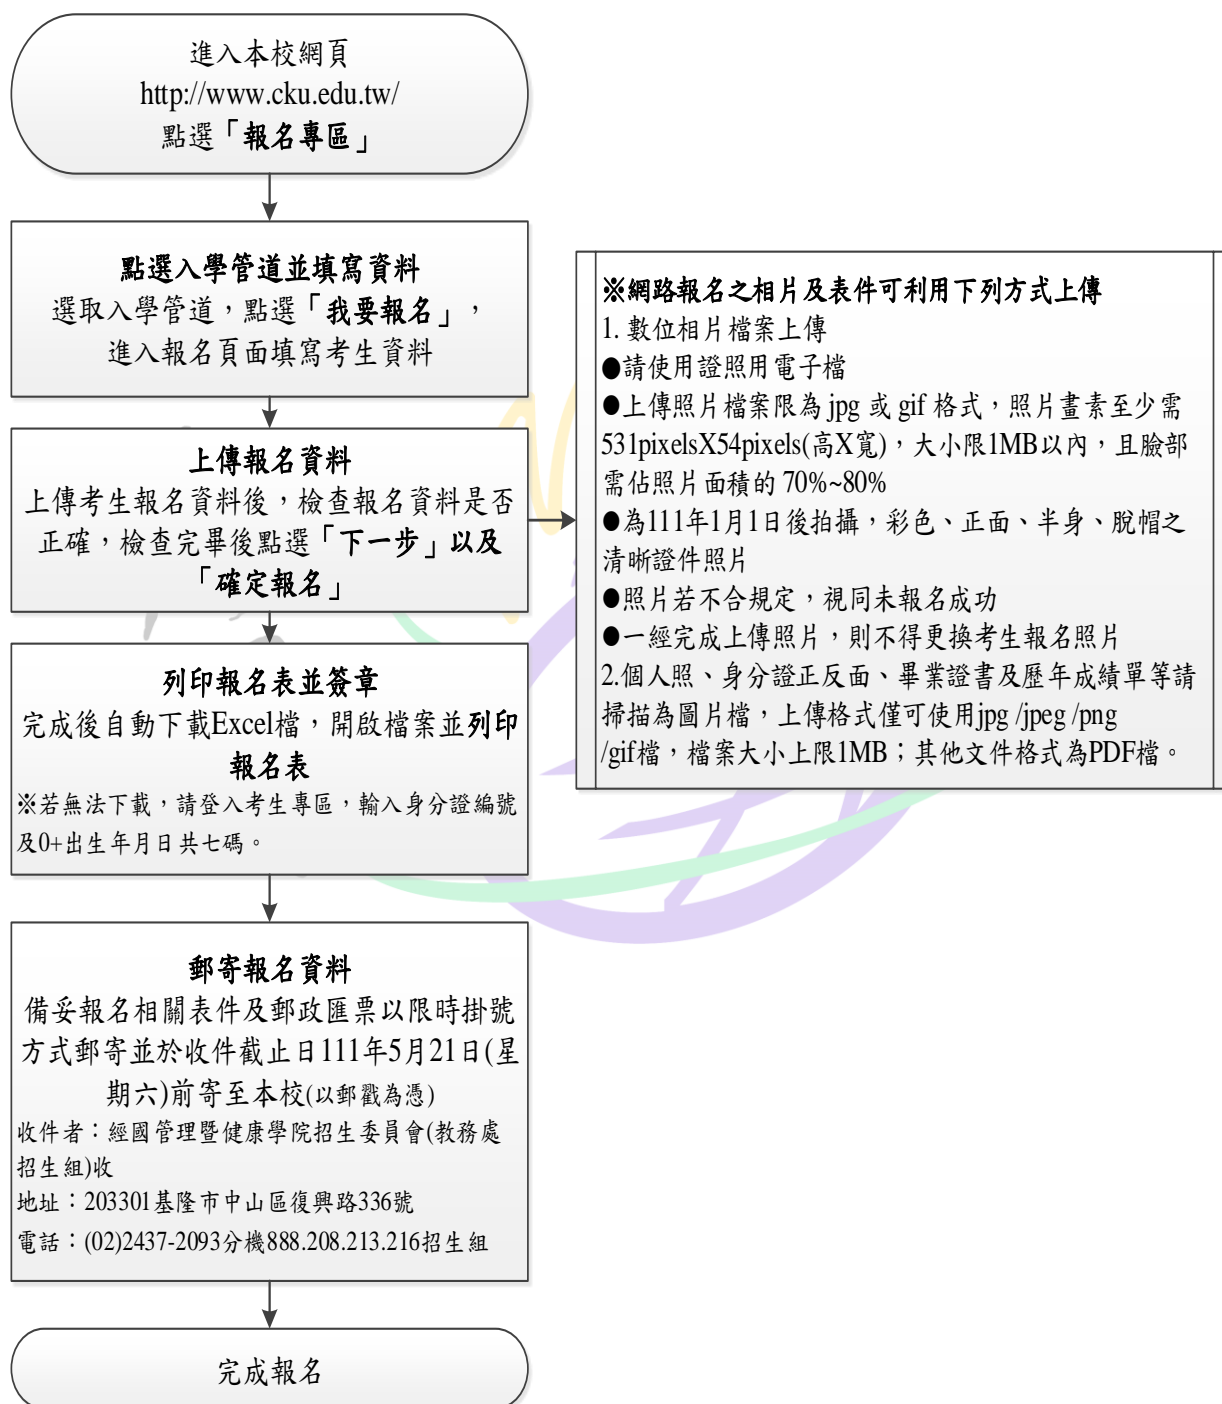 進入本校網頁
http://www.cku.edu.tw/
點選「報名專區」
點選入學管道並填寫資料
選取入學管道，點選「我要報名」，
進入報名頁面填寫考生資料
上傳報名資料
上傳考生報名資料後，檢查報名資料是否
正確，檢查完畢後點選「下一步」以及
「確定報名」
※網路報名之相片及表件可利用下列方式上傳
1. 數位相片檔案上傳
●請使用證照用電子檔
●上傳照片檔案限為 jpg 或 gif 格式，照片畫素至少需
531pixelsX54pixels(高X寬)，大小限1MB以內，且臉部
需佔照片面積的 70%~80%
●為111年1月1日後拍攝，彩色、正面、半身、脫帽之
清晰證件照片
●照片若不合規定，視同未報名成功
●一經完成上傳照片，則不得更換考生報名照片
2.個人照、身分證正反面、畢業證書及歷年成績單等請
掃描為圖片檔，上傳格式僅可使用jpg /jpeg /png
/gif檔，檔案大小上限1MB；其他文件格式為PDF檔。
列印報名表並簽章
完成後自動下載Excel檔，開啟檔案並列印
報名表
※若無法下載，請登入考生專區，輸入身分證編號
及0+出生年月日共七碼。
郵寄報名資料
備妥報名相關表件及郵政匯票以限時掛號
方式郵寄並於收件截止日111年5月21日(星
期六)前寄至本校(以郵戳為憑)
收件者：經國管理暨健康學院招生委員會(教務處
招生組)收
地址：203301基隆市中山區復興路336號
電話：(02)2437-2093分機888.208.213.216招生組
完成報名